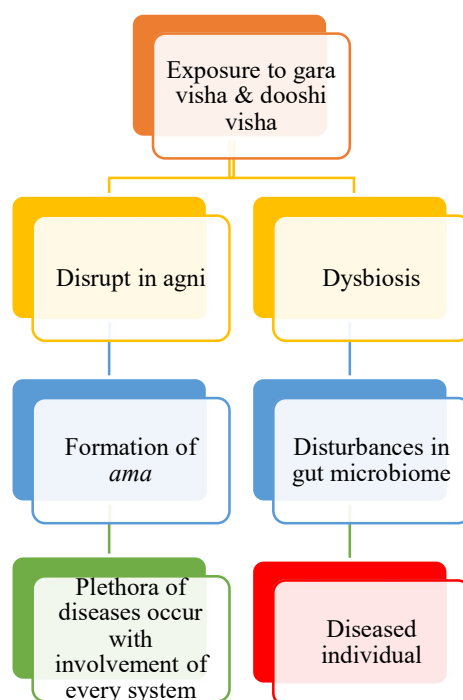 Exposure to gara
visha & dooshi
visha
Disrupt in agni
Dysbiosis
Formation of
ama
Disturbances in
gut microbiome
Plethora of
diseases occur
with
involvement of
every system
Diseased
individual